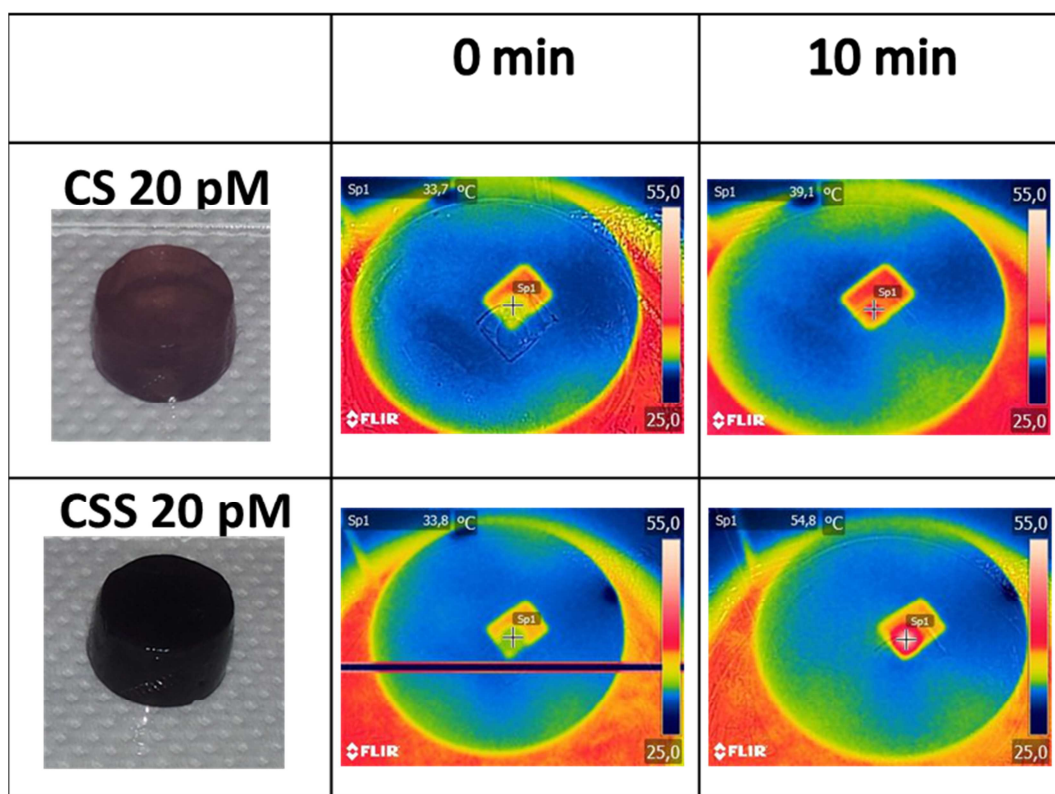 0 min
10 min
CS 20 pM
Sp1 33,7 °C 55,0
Sp1
FLIR 25,0
Sp1 39,1 °C 55,0
Sp1
FLIR 25,0
CSS 20 pM
Sp1 33,8 °C 55,0
Sp1
FLIR 25,0
Sp1 54,8 °C 55,0
Sp1
FLIR 25,0